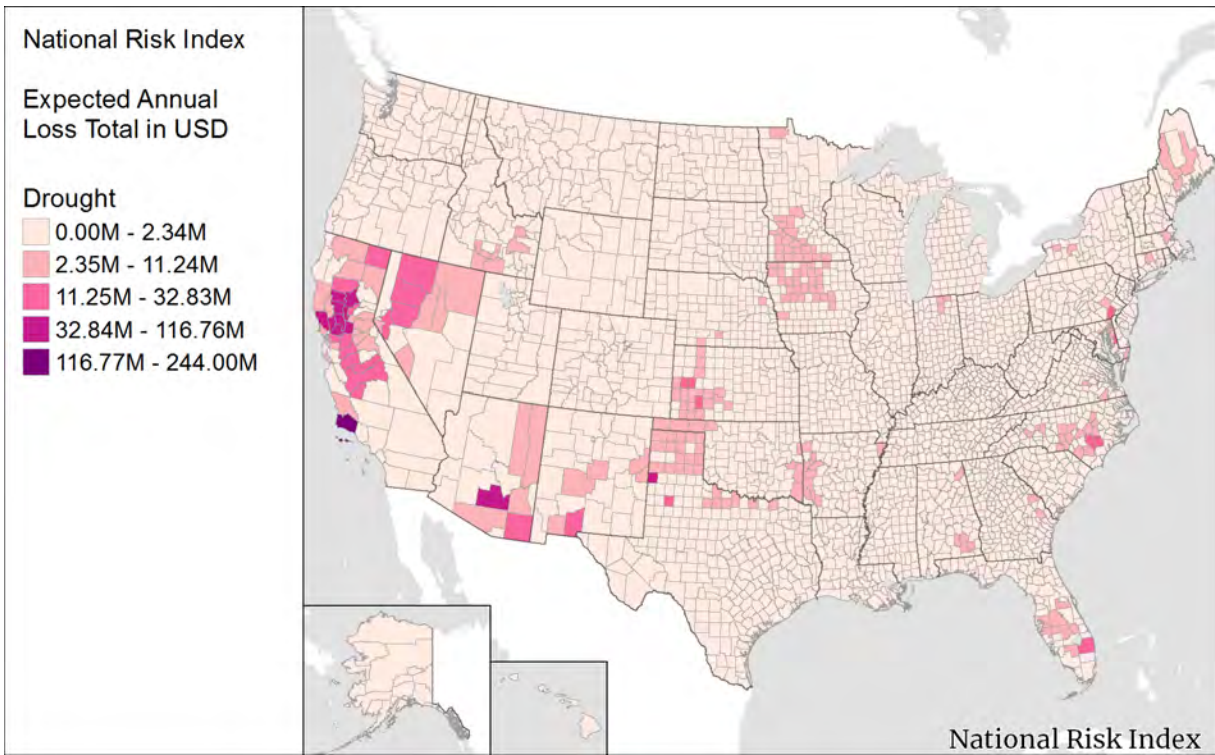 National Risk Index
Expected Annual
Loss Total in USD
Drought
0.00M - 2.34M
2.35M - 11.24M
11.25M - 32.83M
32.84M - 116.76M
116.77M - 244.00M
National Risk Index